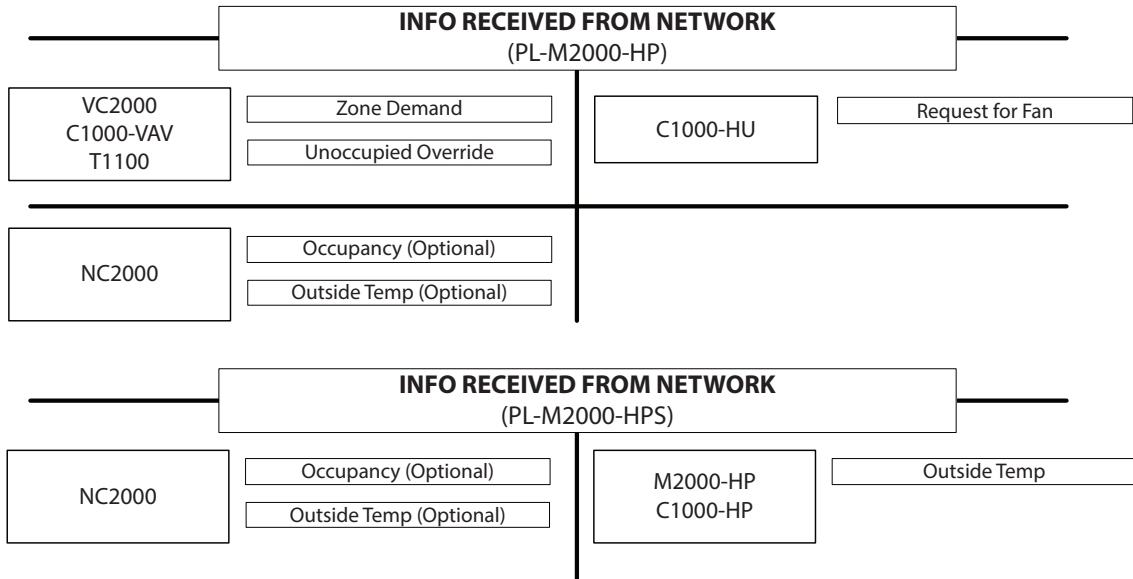 INFO RECEIVED FROM NETWORK
(PL-M2000-HP)
VC2000
C1000-VAV
T1100
Zone Demand
Unoccupied Override
C1000-HU
Request for Fan
NC2000
Occupancy (Optional)
Outside Temp (Optional)
INFO RECEIVED FROM NETWORK
(PL-M2000-HPS)
NC2000
Occupancy (Optional)
Outside Temp (Optional)
M2000-HP
C1000-HP
Outside Temp